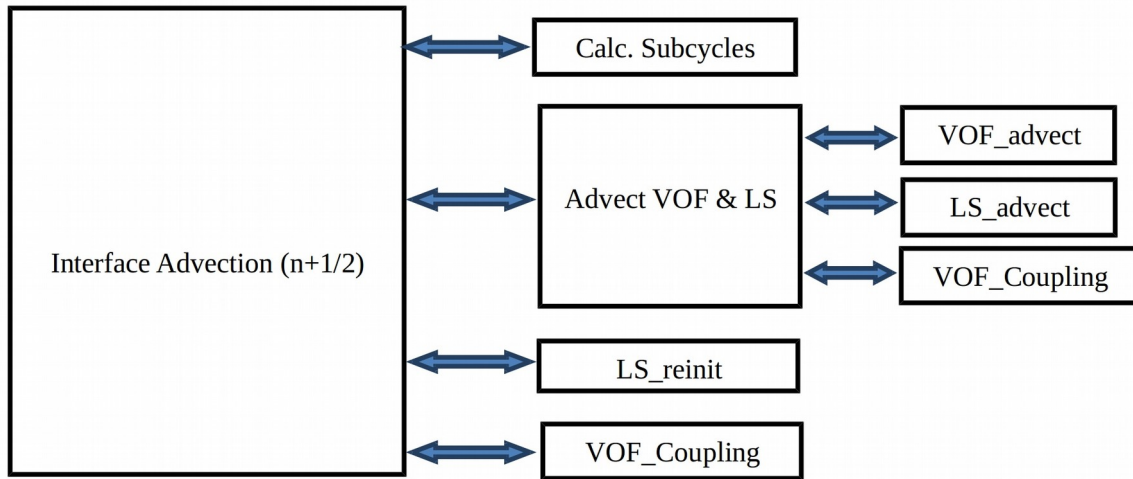 Calc. Subcycles
VOF_advect
Advect VOF & LS
LS_advect
Interface Advection (n+1/2)
VOF_Coupling
LS_reinit
VOF_Coupling